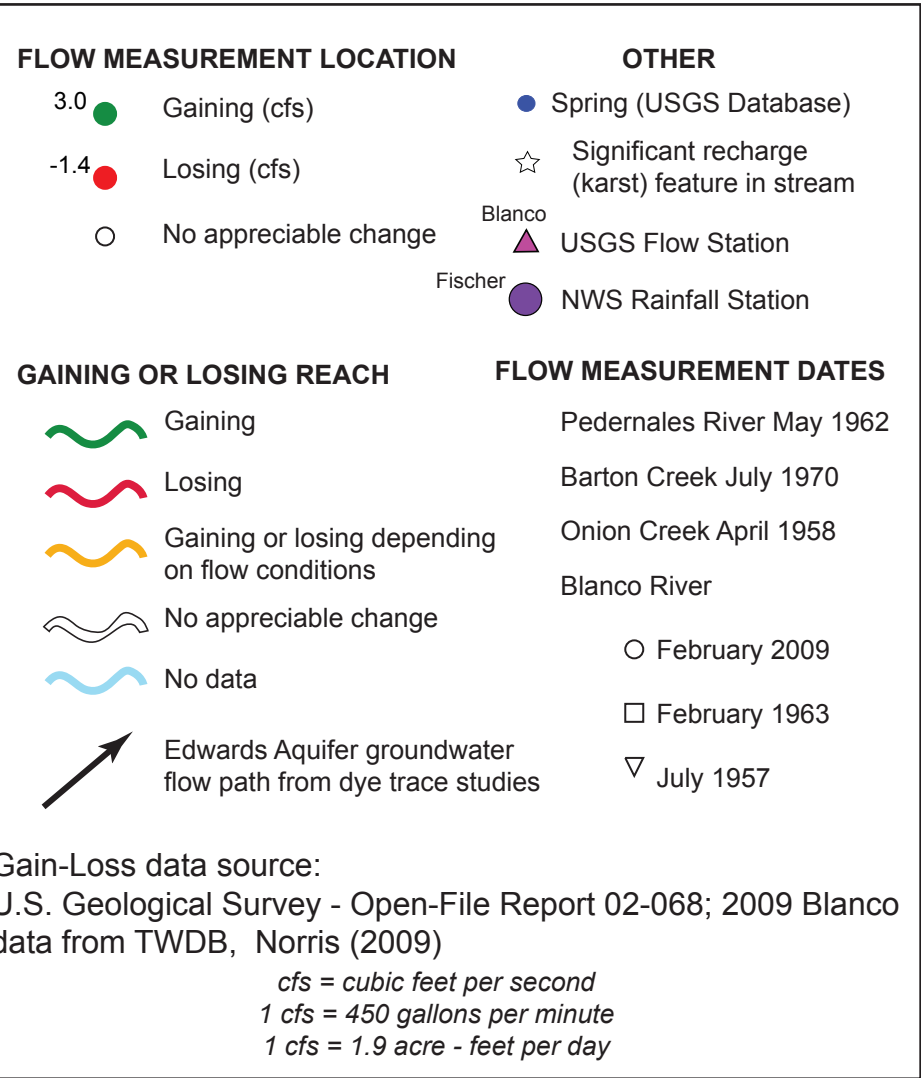 FLOW MEASUREMENT LOCATION
3.0
Gaining (cfs)
-1.4
Losing (cfs)
No appreciable change
OTHER
Spring (USGS Database)
Significant recharge
(karst) feature in stream
Blanco
USGS Flow Station
Fischer
NWS Rainfall Station
GAINING OR LOSING REACH
Gaining
Losing
Gaining or losing depending
on flow conditions
No appreciable change
No data
Edwards Aquifer groundwater
flow path from dye trace studies
FLOW MEASUREMENT DATES
Pedernales River May 1962
Barton Creek July 1970
Onion Creek April 1958
Blanco River
February 2009
February 1963
July 1957
Gain-Loss data source:
U.S. Geological Survey - Open-File Report 02-068; 2009 Blanco
data from TWDB, Norris (2009)
cfs = cubic feet per second
1 cfs = 450 gallons per minute
1 cfs = 1.9 acre - feet per day